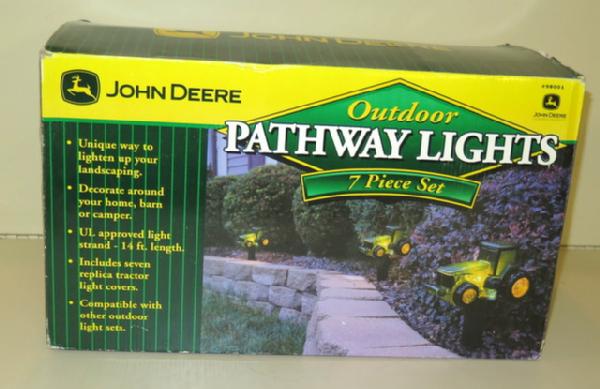 JOHN DEERE
JOHN DEERE
Outdoor
PATHWAY LIGHTS
7 Piece Set
JOHN DEERE
• Unique way to
lighten up your
landscaping.
• Decorate around
your home, barn
or camper.
• UL approved light
strand - 14 ft. length.
• Includes seven
replica tractor
light covers.
• Compatible with
other outdoor
light sets.